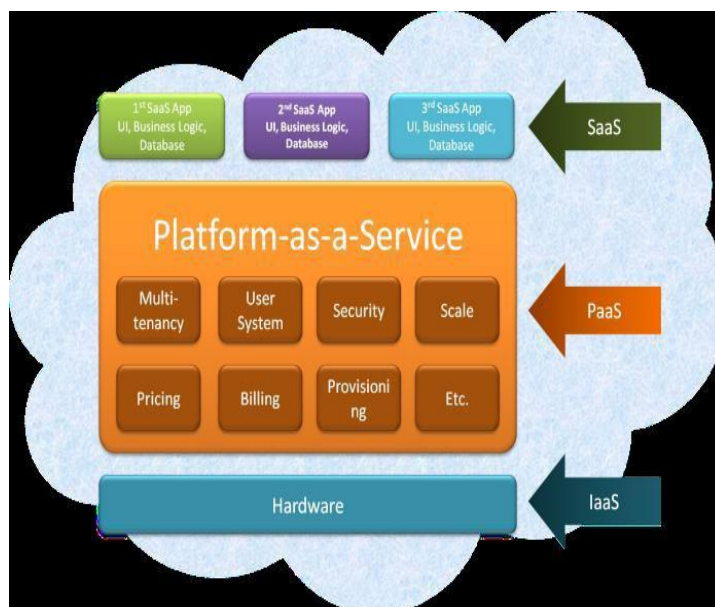 1st SaaS App
UI, Business Logic,
Database
2nd SaaS App
UI, Business Logic,
Database
3rd SaaS App
UI, Business Logic,
Database
SaaS
Platform-as-a-Service
Multi-
tenancy
User
System
Security
Scale
PaaS
Pricing
Billing
Provisioni
ng
Etc.
Hardware
IaaS